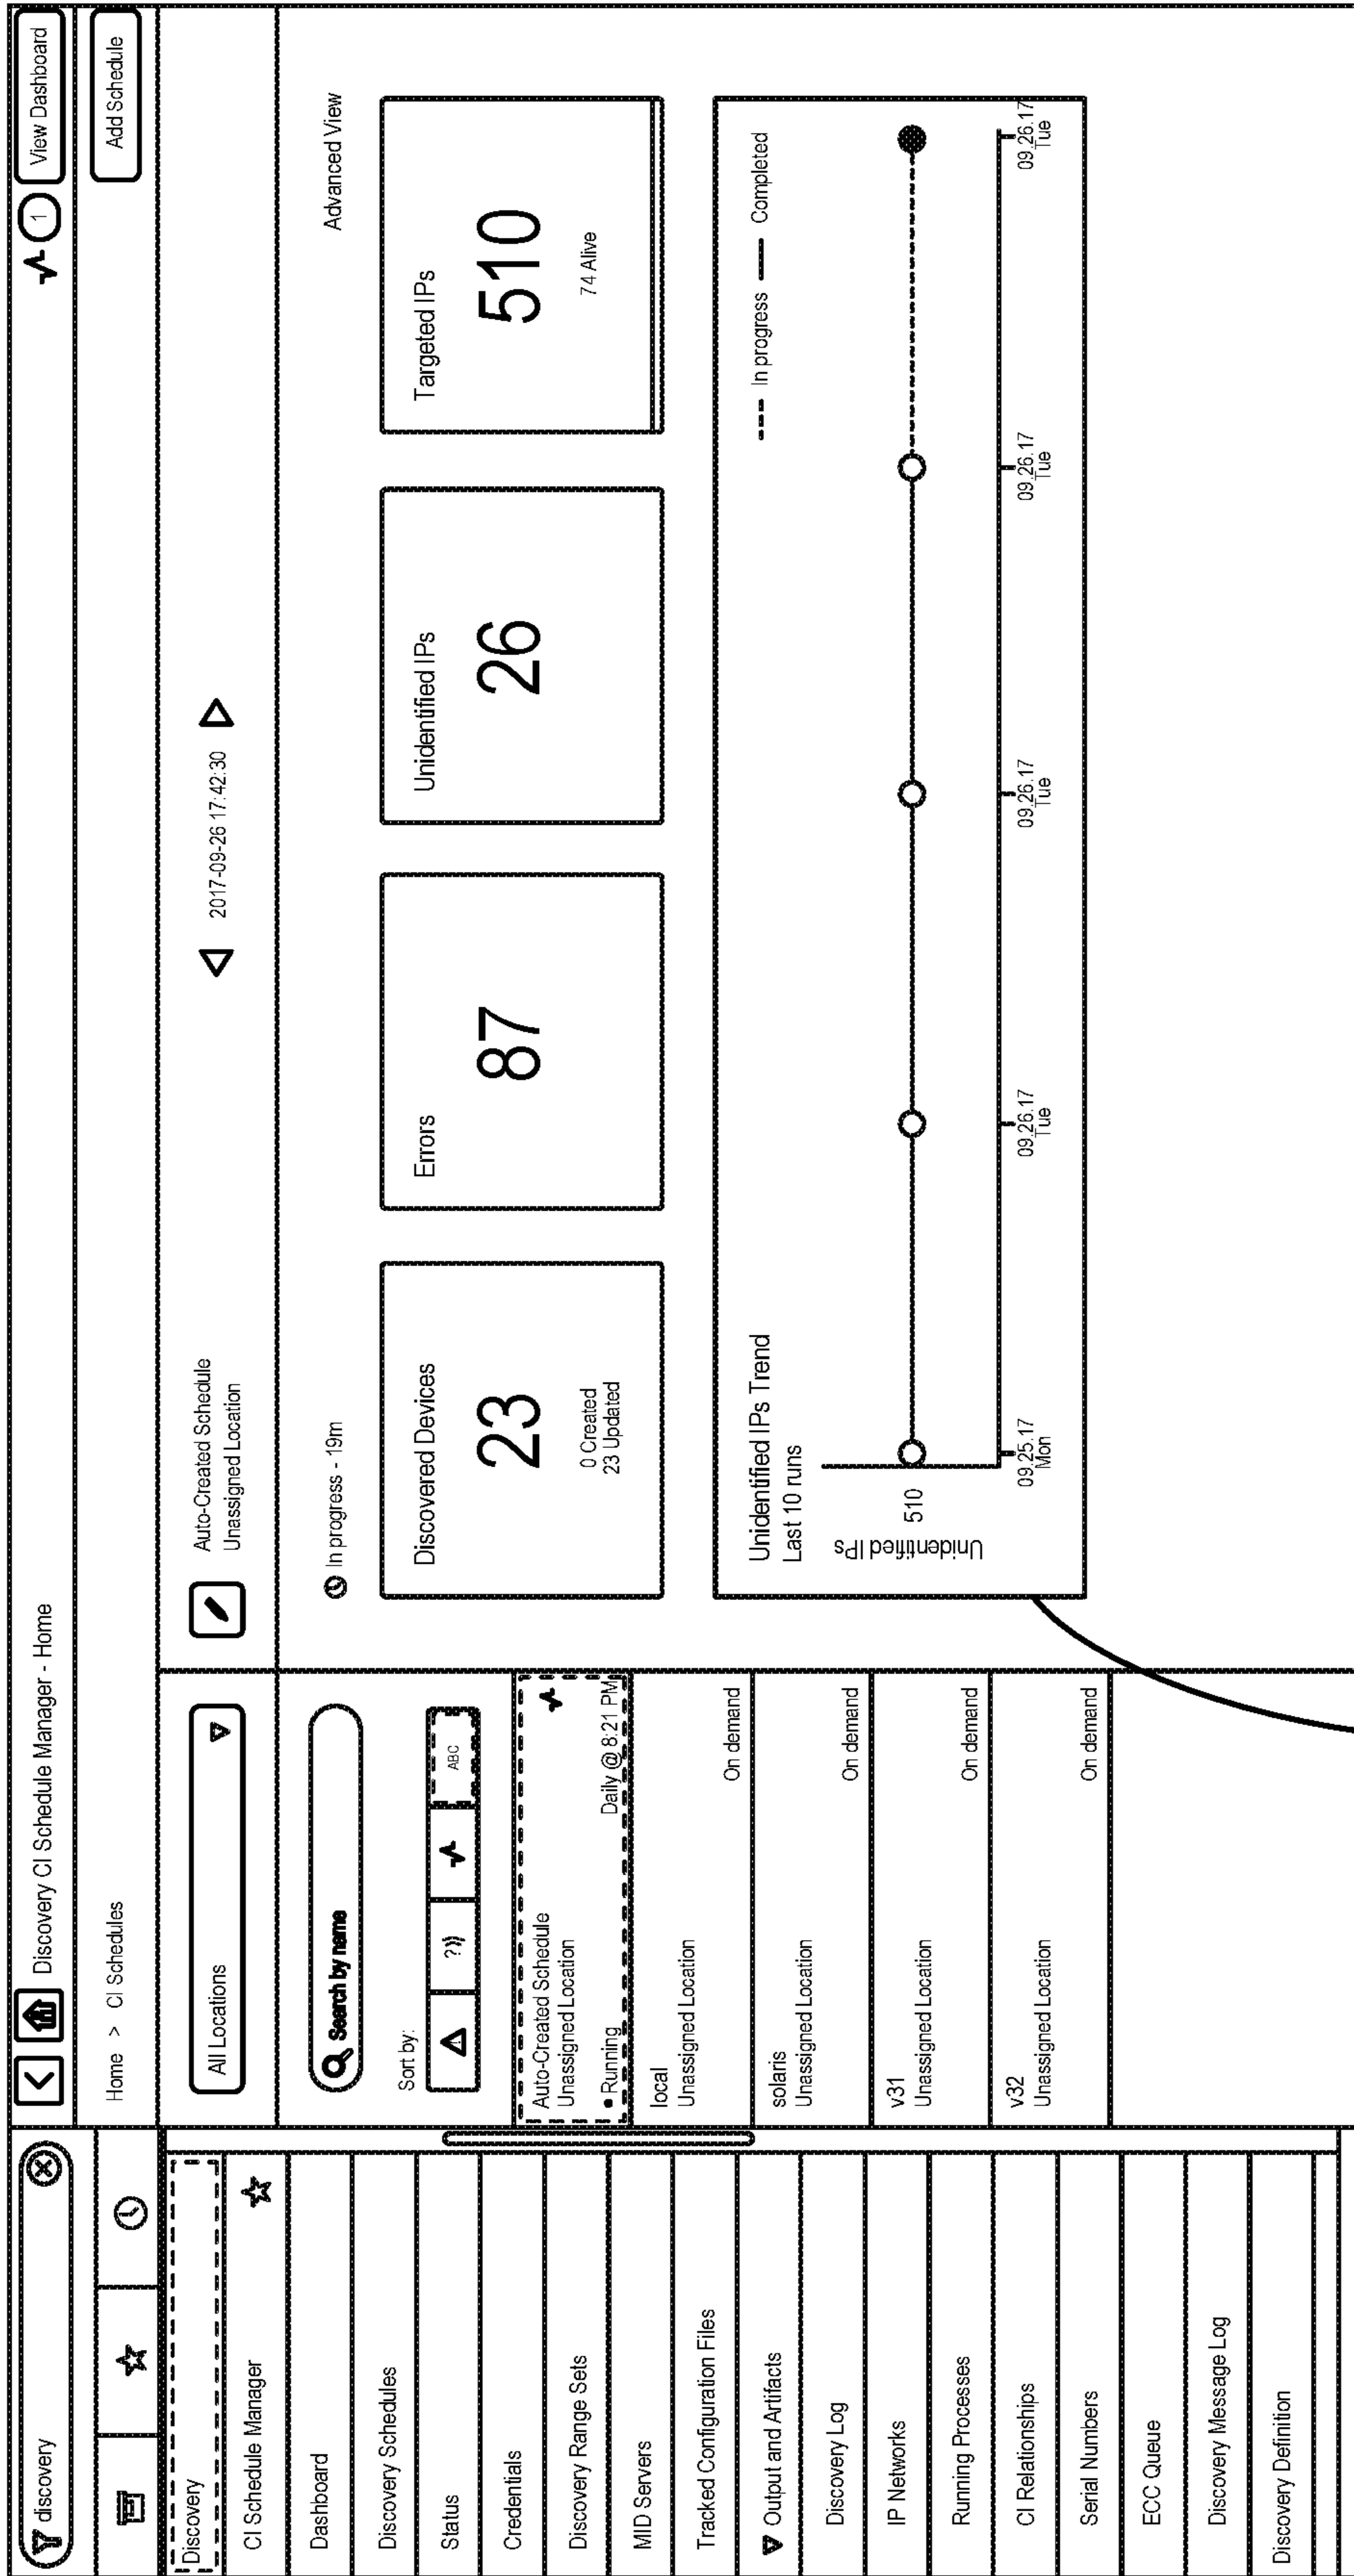 discovery
Discovery
CI Schedule Manager
Dashboard
Discovery Schedules
Status
Credentials
Discovery Range Sets
MID Servers
Tracked Configuration Files
Output and Artifacts
Discovery Log
IP Networks
Running Processes
CI Relationships
Serial Numbers
ECC Queue
Discovery Message Log
Discovery Definition
Discovery CI Schedule Manager - Home
1
View Dashboard
Home > CI Schedules
Add Schedule
All Locations
Search by name
Sort by:
?))
ABC
Auto-Created Schedule
Unassigned Location
• Running
Daily @ 8:21 PM
local
Unassigned Location
On demand
solaris
Unassigned Location
On demand
v31
Unassigned Location
On demand
v32
Unassigned Location
On demand
Auto-Created Schedule
Unassigned Location
2017-09-26 17:42:30
In progress - 19m
Advanced View
Discovered Devices
23
0 Created
23 Updated
Errors
87
Unidentified IPs
26
Targeted IPs
510
74 Alive
Unidentified IPs Trend
Last 10 runs
In progress
Completed
Unidentified IPs
510
09.25.17
Mon
09.26.17
Tue
09.26.17
Tue
09.26.17
Tue
09.26.17
Tue